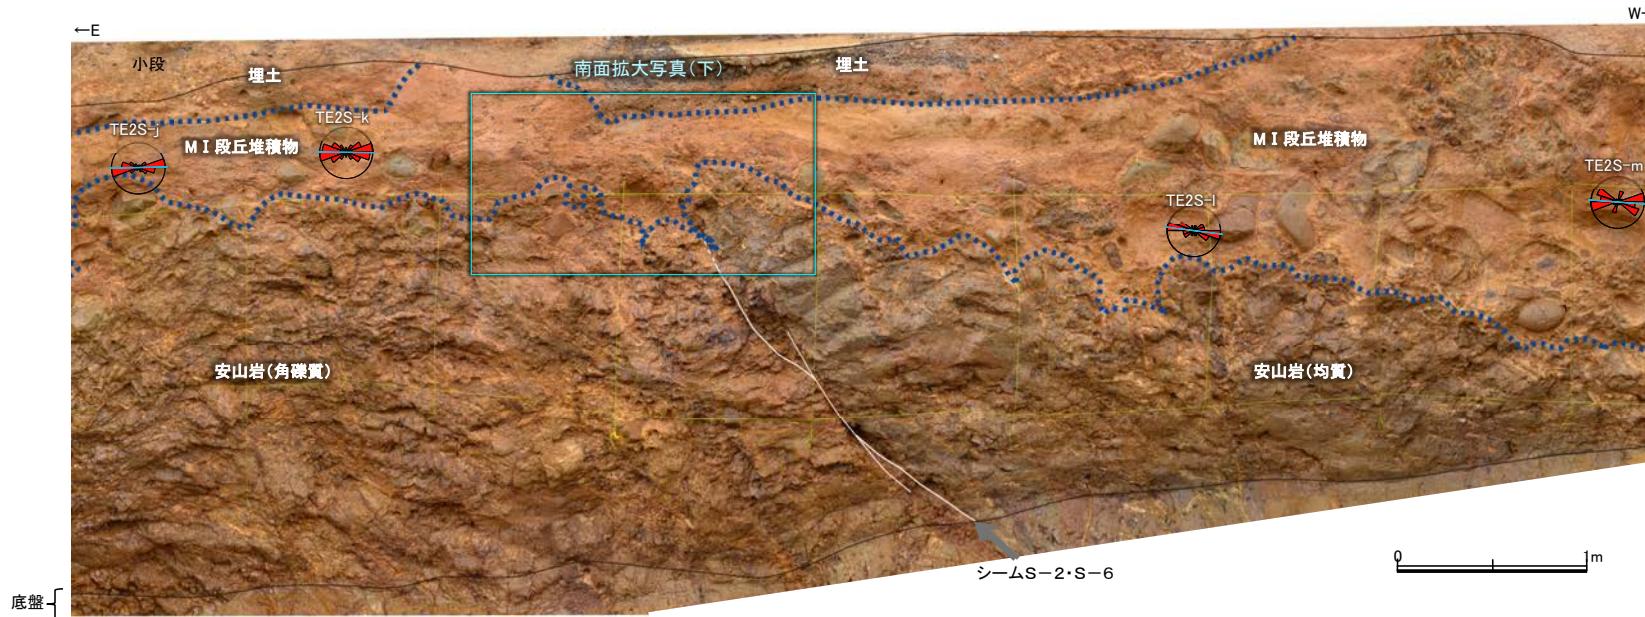 ←E
W
小段
埋土
南面拡大写真(下)
埋土
TE2S-j
TE2S-k
MⅠ段丘堆積物
MⅠ段丘堆積物
TE2S-m
TE2S-l
安山岩(角礫質)
安山岩(均質)
0 1m
シームS-2・S-6
底盤